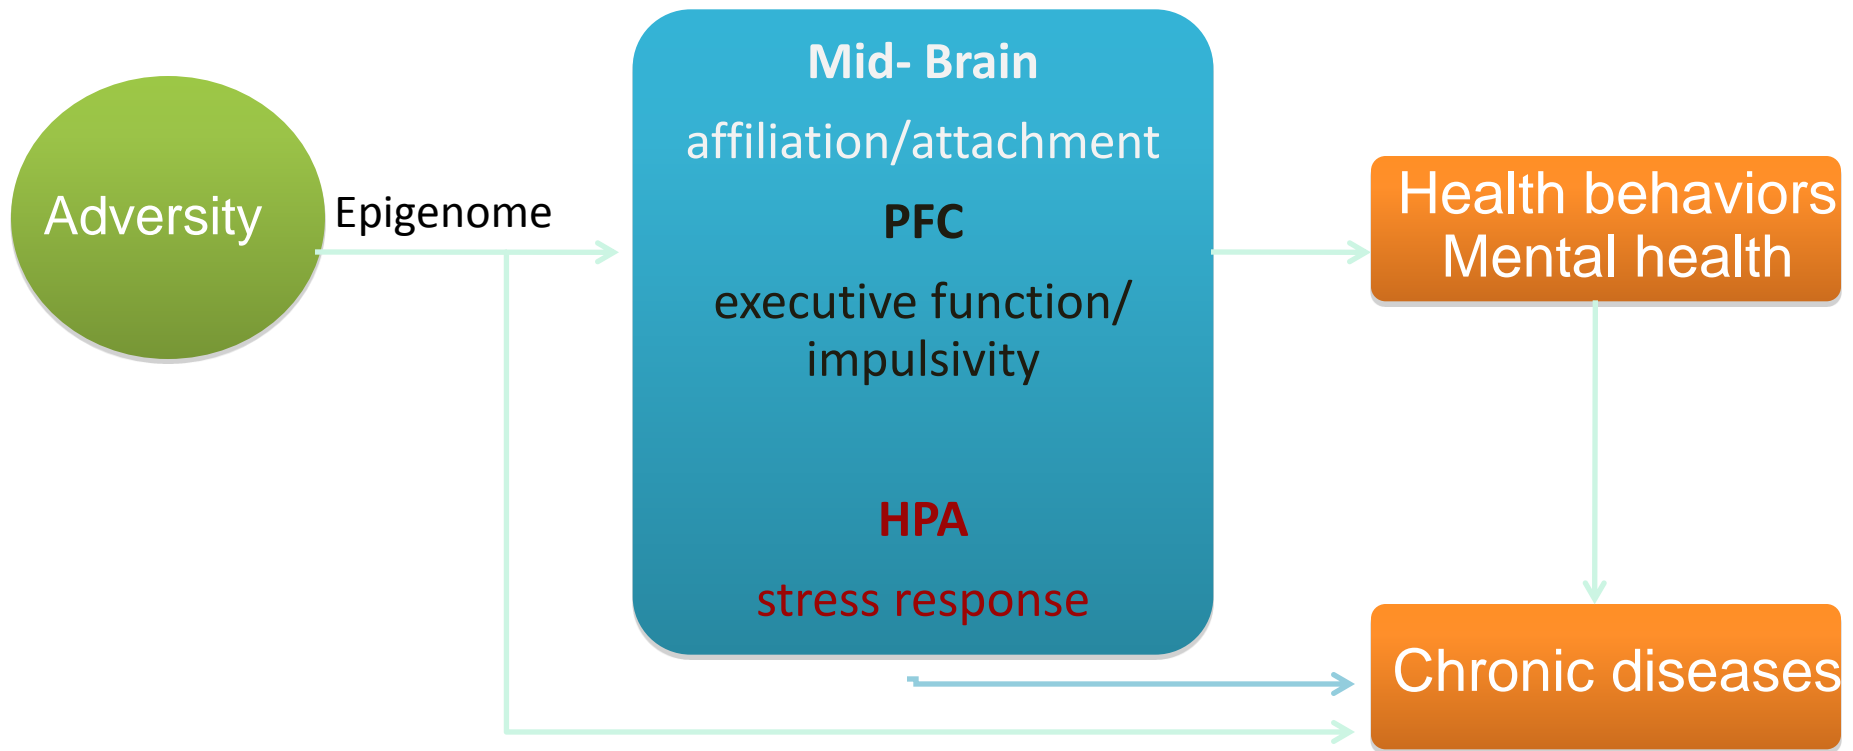 Mid- Brain
affiliation/attachment
Adversity
Epigenome
PFC
executive function/
impulsivity
HPA
stress response
Health behaviors
Mental health
Chronic diseases